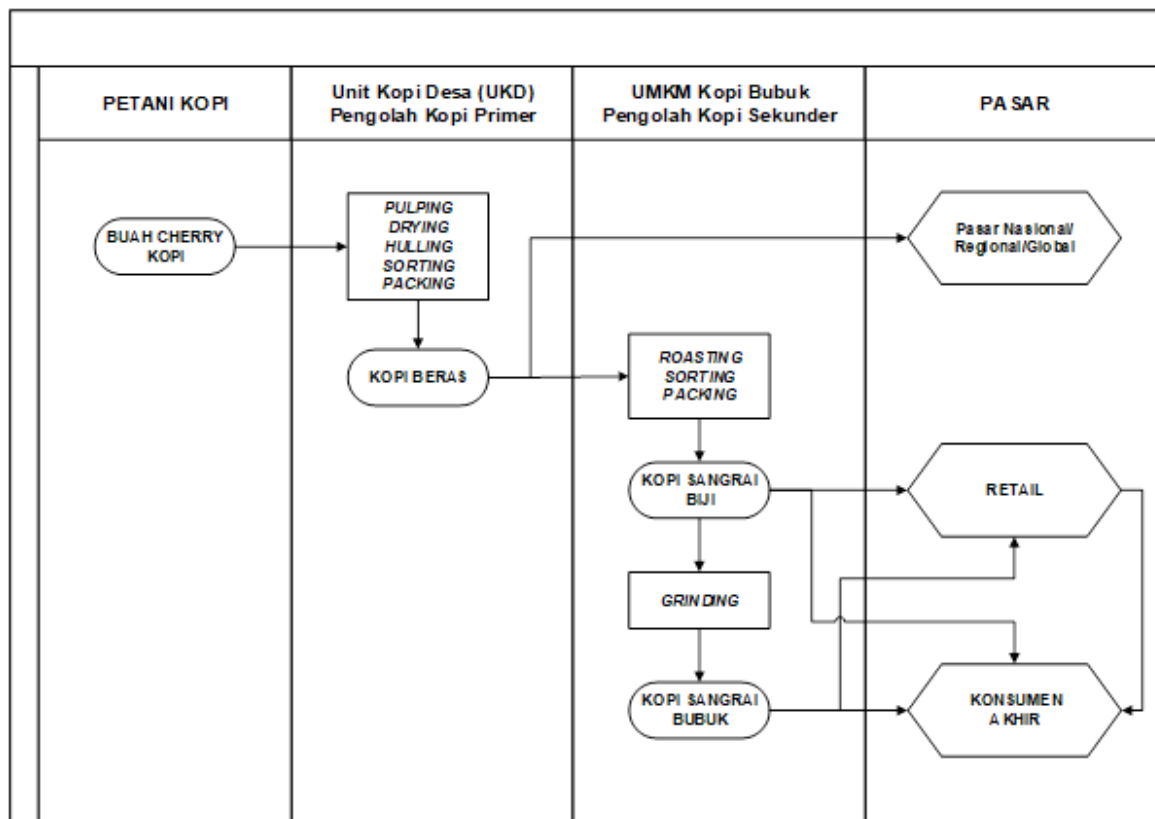 PETANI KOPI
Unit Kopi Desa (UKD)
Pengolah Kopi Primer
UMKM Kopi Bubuk
Pengolah Kopi Sekunder
PASAR
BUAH CHERRY
KOPI
PULPING
DRYING
HULLING
SORTING
PACKING
Pasar Nasional/
Regional/Global
KOPI BERAS
ROASTING
SORTING
PACKING
KOPI SANGRAI
BIJI
RETAIL
GRINDING
KOPI SANGRAI
BUBUK
KONSUMEN
AKHIR